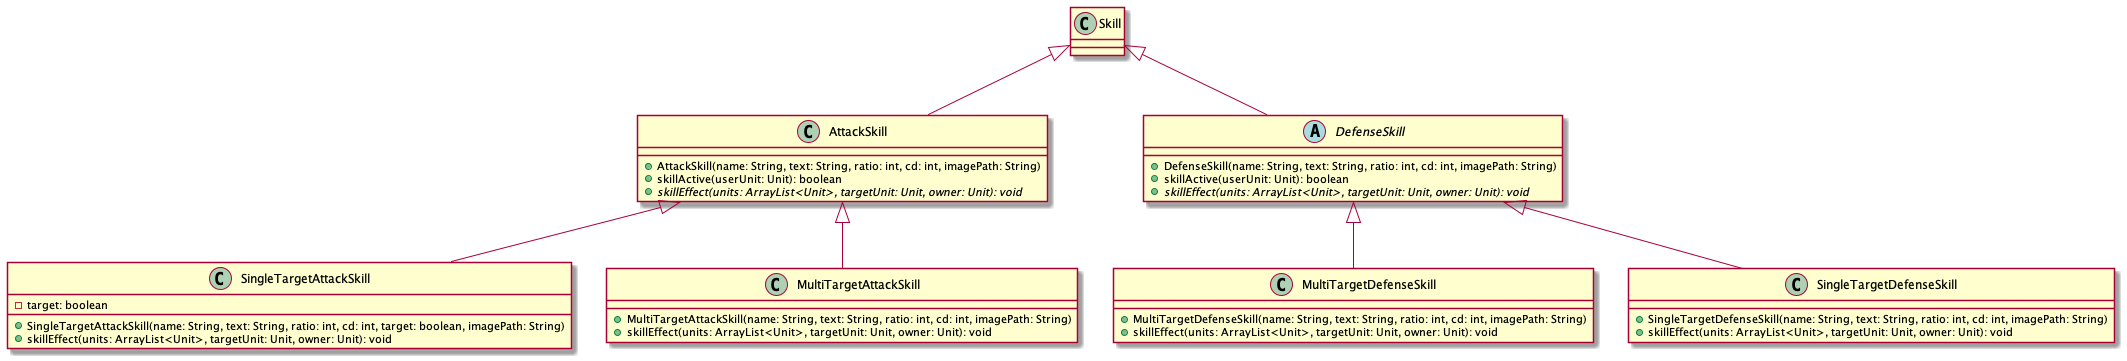 C Skill
C AttackSkill
AttackSkill(name: String, text: String, ratio: int, cd: int, imagePath: String)
skillActive(userUnit: Unit): boolean
skillEffect(units: ArrayList<Unit>, targetUnit: Unit, owner: Unit): void
A DefenseSkill
DefenseSkill(name: String, text: String, ratio: int, cd: int, imagePath: String)
skillActive(userUnit: Unit): boolean
skillEffect(units: ArrayList<Unit>, targetUnit: Unit, owner: Unit): void
C SingleTargetAttackSkill
target: boolean
SingleTargetAttackSkill(name: String, text: String, ratio: int, cd: int, target: boolean, imagePath: String)
skillEffect(units: ArrayList<Unit>, targetUnit: Unit, owner: Unit): void
C MultiTargetAttackSkill
MultiTargetAttackSkill(name: String, text: String, ratio: int, cd: int, imagePath: String)
skillEffect(units: ArrayList<Unit>, targetUnit: Unit, owner: Unit): void
C MultiTargetDefenseSkill
MultiTargetDefenseSkill(name: String, text: String, ratio: int, cd: int, imagePath: String)
skillEffect(units: ArrayList<Unit>, targetUnit: Unit, owner: Unit): void
C SingleTargetDefenseSkill
SingleTargetDefenseSkill(name: String, text: String, ratio: int, cd: int, imagePath: String)
skillEffect(units: ArrayList<Unit>, targetUnit: Unit, owner: Unit): void